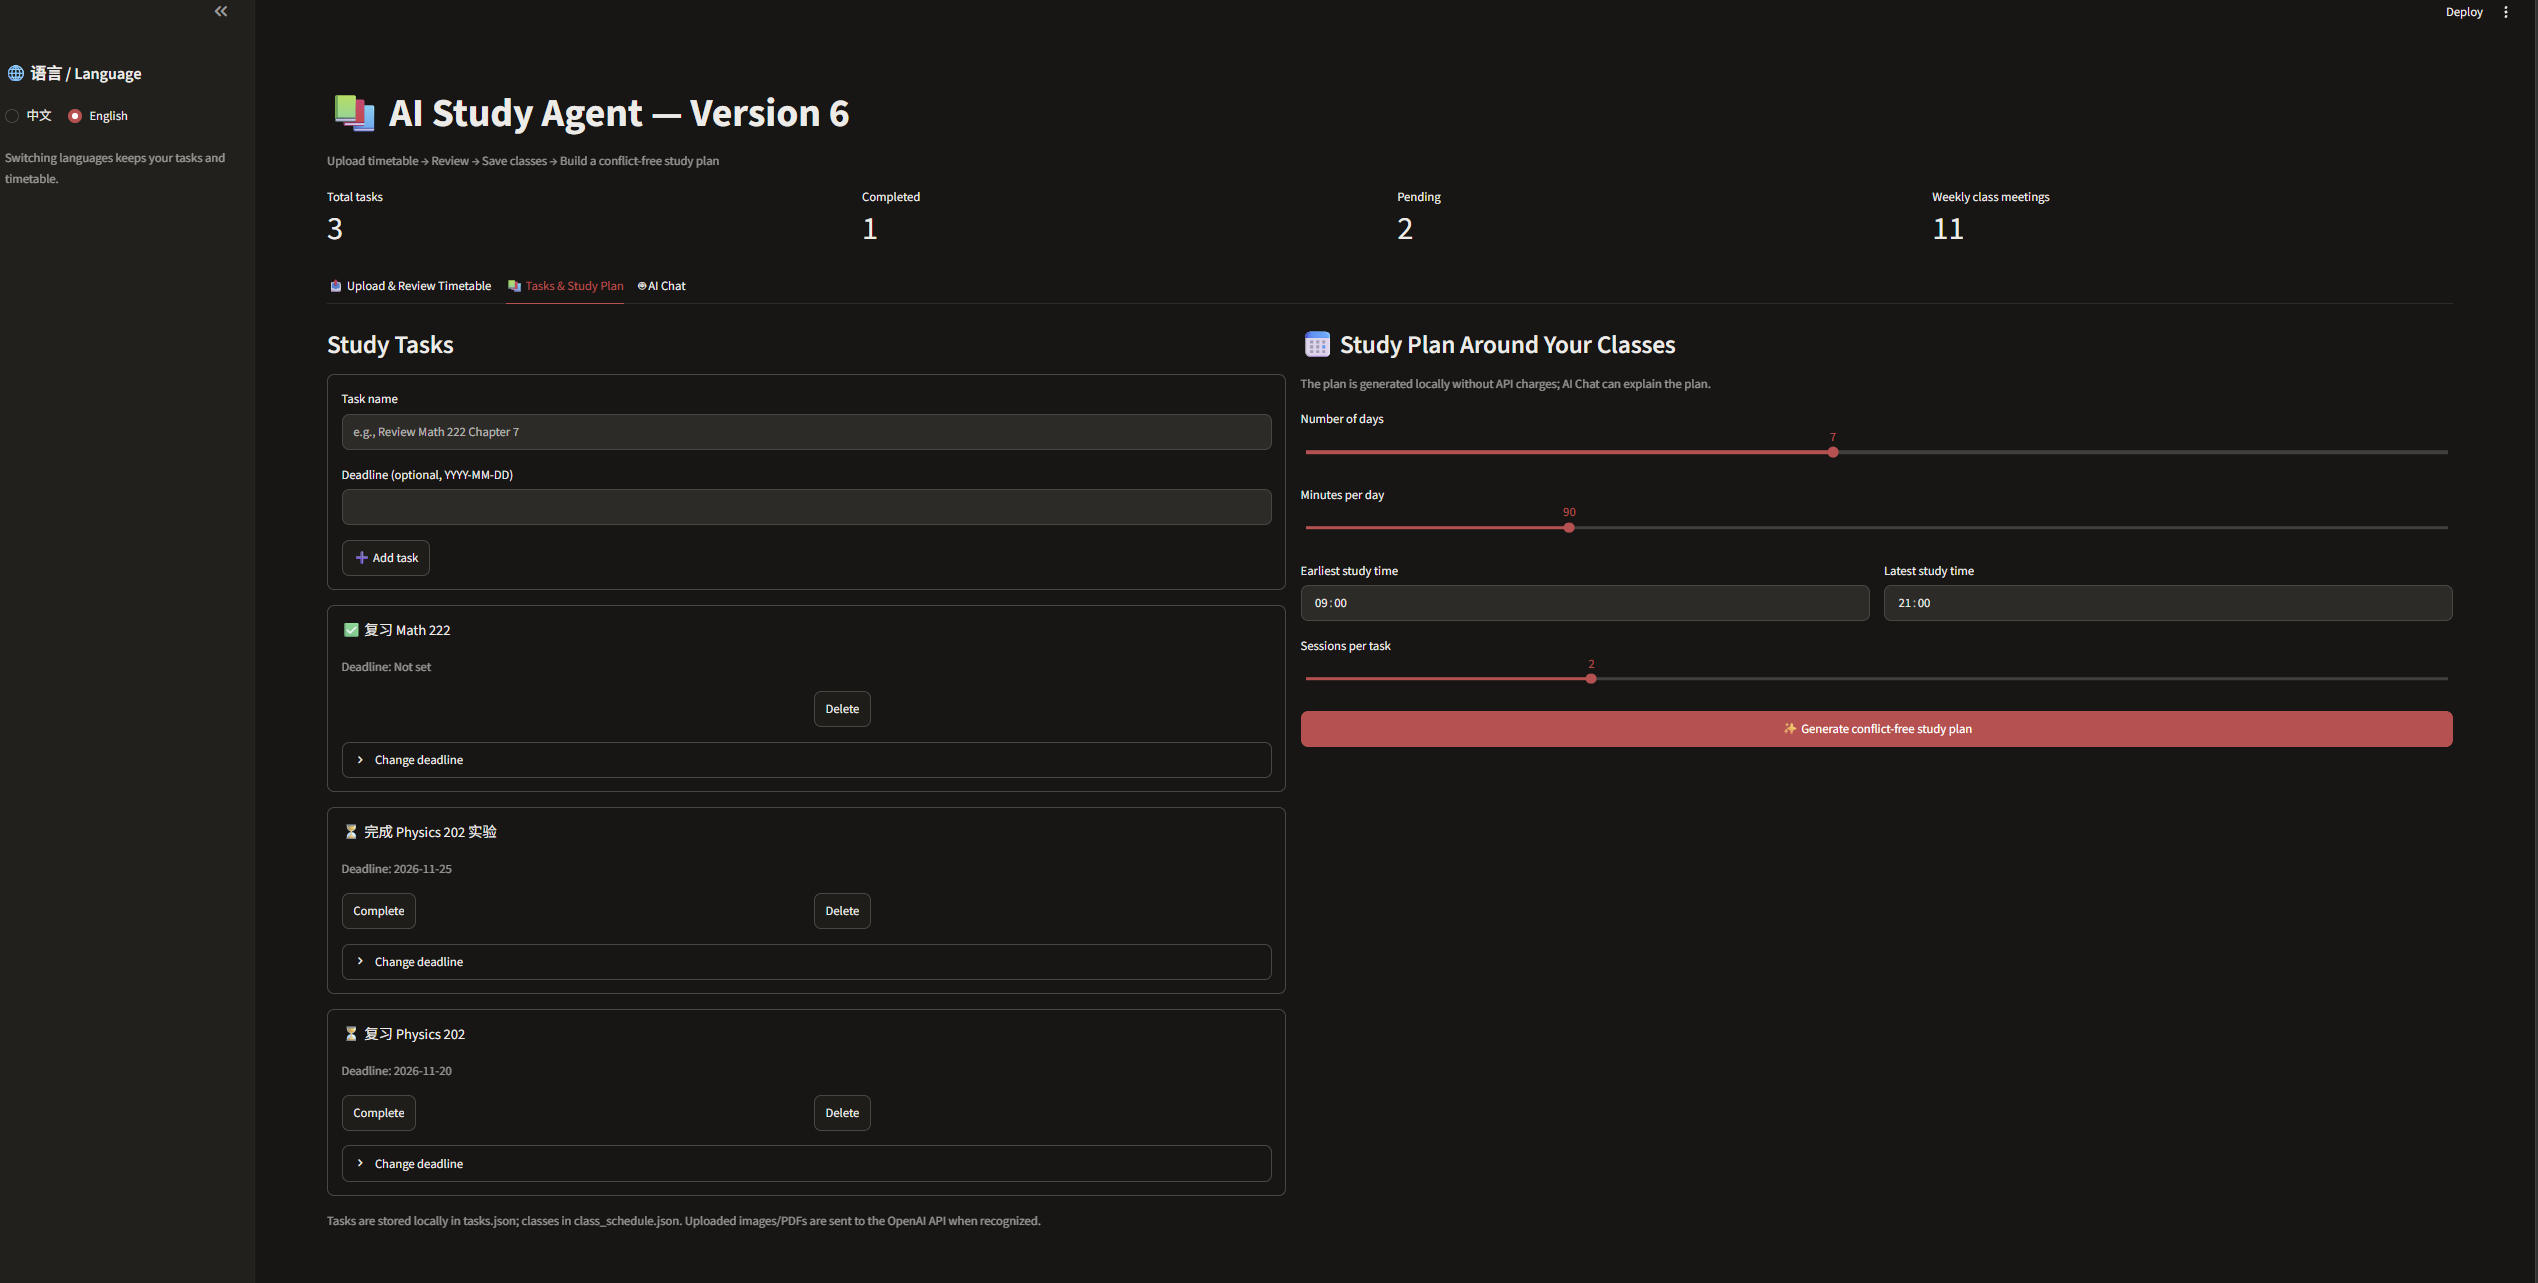 Deploy
语言 / Language
中文 English
Switching languages keeps your tasks and
timetable.
AI Study Agent — Version 6
Upload timetable → Review → Save classes → Build a conflict-free study plan
Total tasks
3
Completed
1
Pending
2
Weekly class meetings
11
Upload & Review Timetable Tasks & Study Plan AI Chat
Study Tasks
Task name
e.g., Review Math 222 Chapter 7
Deadline (optional, YYYY-MM-DD)
Add task
复习 Math 222
Deadline: Not set
Delete
Change deadline
完成 Physics 202 实验
Deadline: 2026-11-25
Complete Delete
Change deadline
复习 Physics 202
Deadline: 2026-11-20
Complete Delete
Change deadline
Study Plan Around Your Classes
The plan is generated locally without API charges; AI Chat can explain the plan.
Number of days
7
Minutes per day
90
Earliest study time
09:00
Latest study time
21:00
Sessions per task
2
Generate conflict-free study plan
Tasks are stored locally in tasks.json; classes in class_schedule.json. Uploaded images/PDFs are sent to the OpenAI API when recognized.